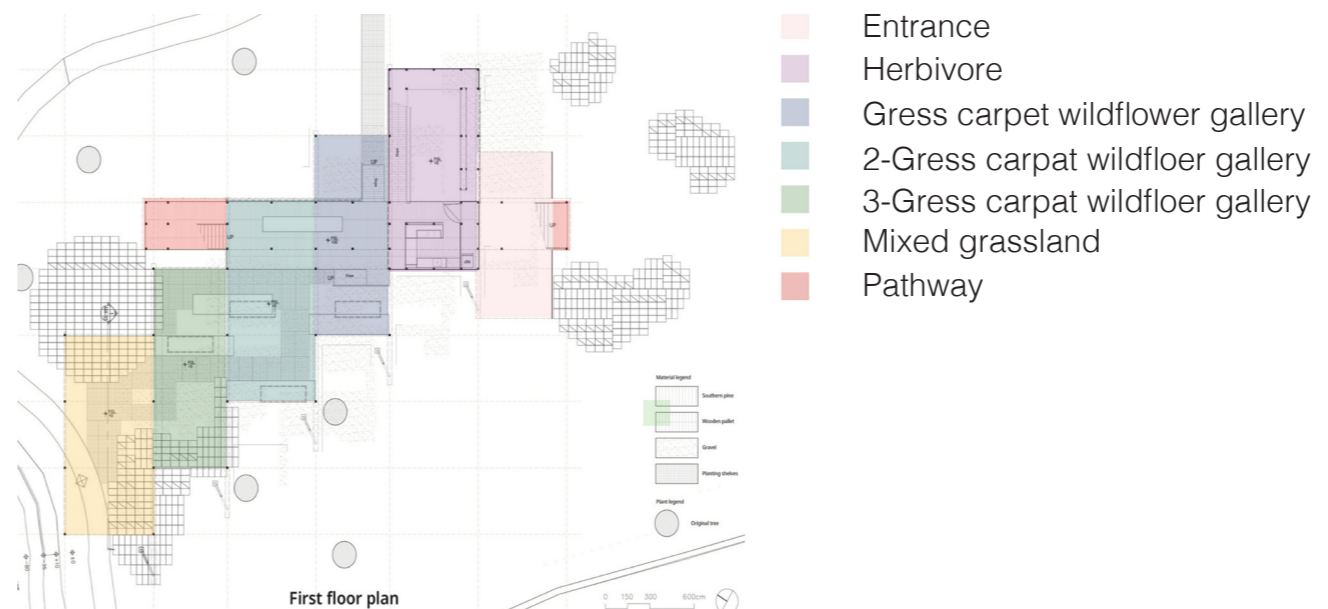 Entrance
Herbivore
Gress carpet wildflower gallery
2-Gress carpat wildfloer gallery
3-Gress carpat wildfloer gallery
Mixed grassland
Pathway
UP
UP
UP
UP
Material legend
Southern pine
Wooden pallet
Gravel
Planting shelves
Plant legend
Original tree
First floor plan
0 150 300 600cm